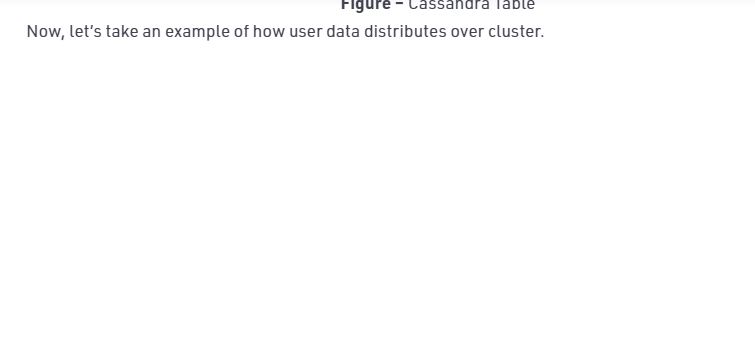 Figure – Cassandra Table
Now, let's take an example of how user data distributes over cluster.